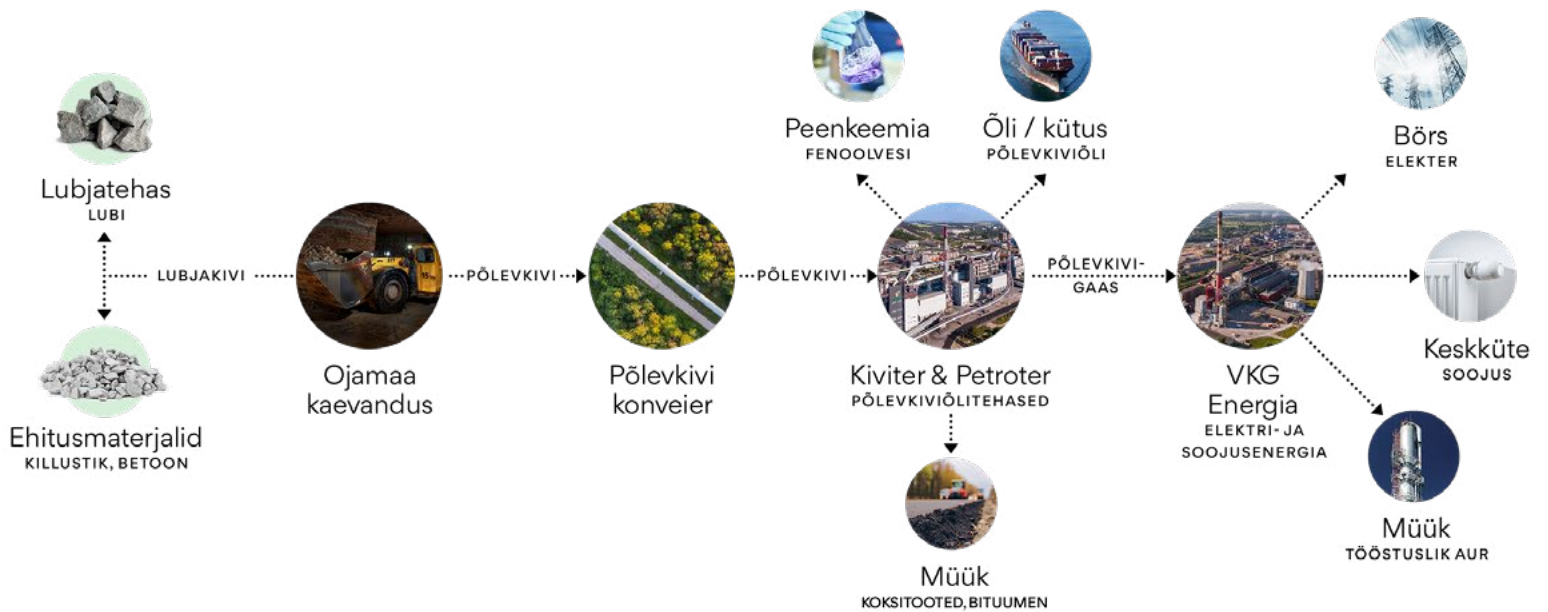 Lubjatehas
LUBI
LUBJAKIVI
Ehitusmaterjalid
KILLUSTIK, BETOON
Ojamaa
kaevandus
PÕLEVKIVI
Põlevkivi
konveier
PÕLEVKIVI
Peenkeemia
FENOOLVESI
Õli / kütus
PÕLEVKIVIÕLI
Kiviter & Petroter
PÕLEVKIVIÕLITEHASED
Müük
KOKSITOOTED, BITUUMEN
PÕLEVKIVI-
GAAS
VKG
Energia
ELEKTRI- JA
SOOJUSENERGIA
Börs
ELEKTER
Keskküte
SOOJUS
Müük
TÖÖSTUSLIK AUR